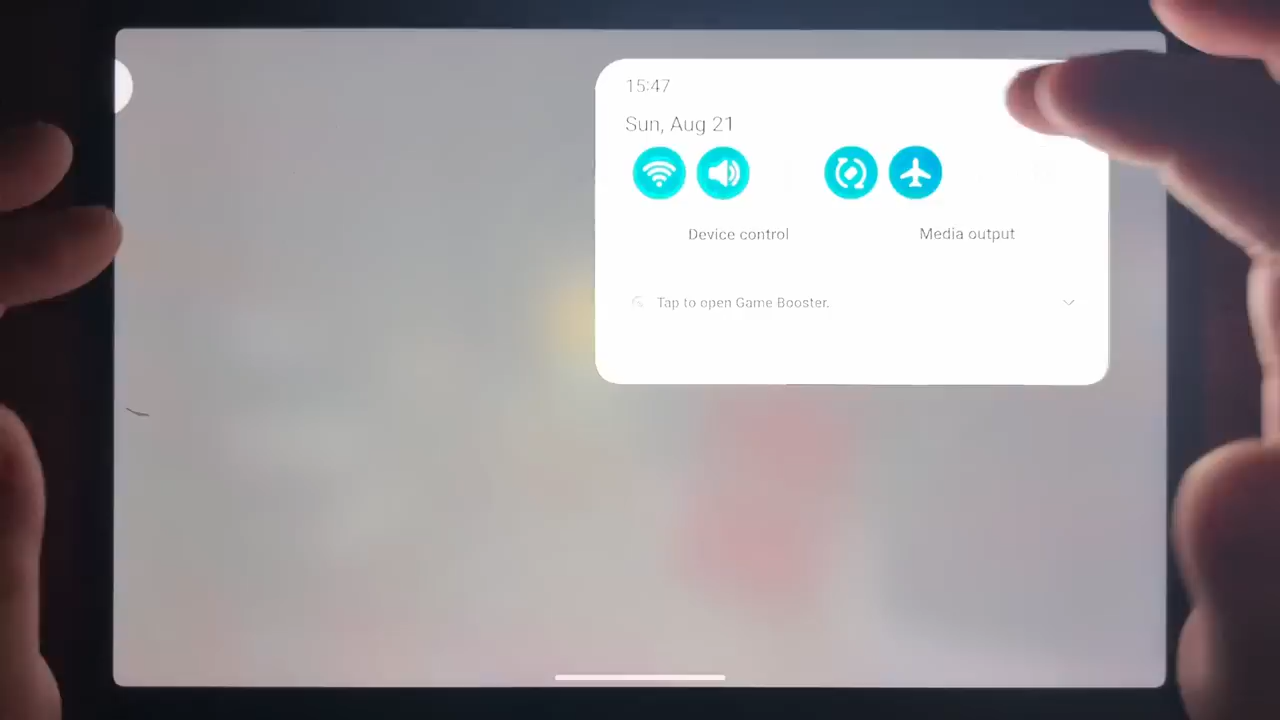 15:47
Sun, Aug 21
Device control Media output
Tap to open Game Booster.